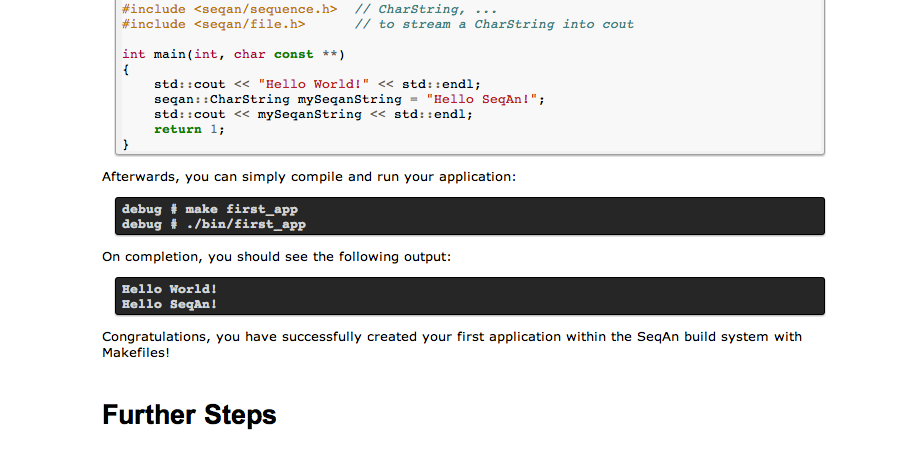 #include <seqan/sequence.h>  // CharString, ...
#include <seqan/file.h>      // to stream a CharString into cout

int main(int, char const **)
{
    std::cout << "Hello World!" << std::endl;
    seqan::CharString mySeqanString = "Hello SeqAn!";
    std::cout << mySeqanString << std::endl;
    return 1;
}
Afterwards, you can simply compile and run your application:
debug # make first_app
debug # ./bin/first_app
On completion, you should see the following output:
Hello World!
Hello SeqAn!
Congratulations, you have successfully created your first application within the SeqAn build system with
Makefiles!
Further Steps